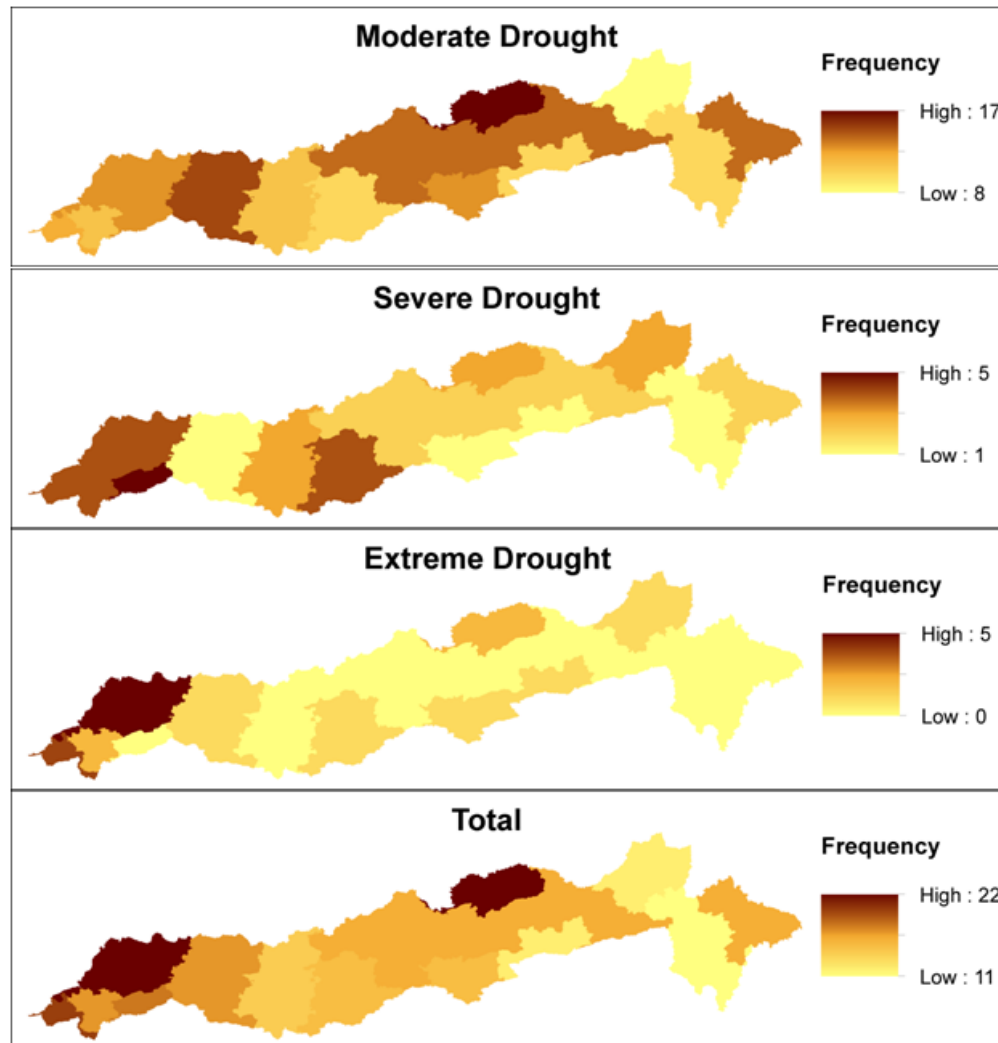 Moderate Drought
Frequency
High : 17
Low : 8
Severe Drought
Frequency
High : 5
Low : 1
Extreme Drought
Frequency
High : 5
Low : 0
Total
Frequency
High : 22
Low : 11